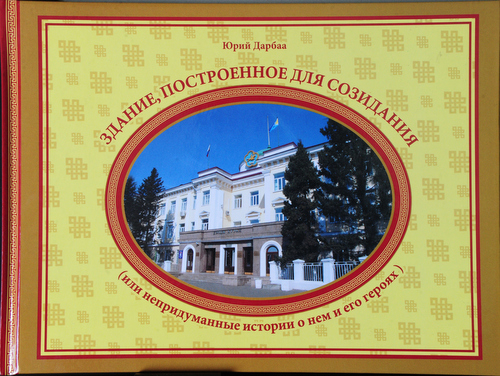 Юрий Дарбаа
ЗДАНИЕ, ПОСТРОЕННОЕ ДЛЯ СОЗИДАНИЯ
(или непридуманные истории о нем и его героях)